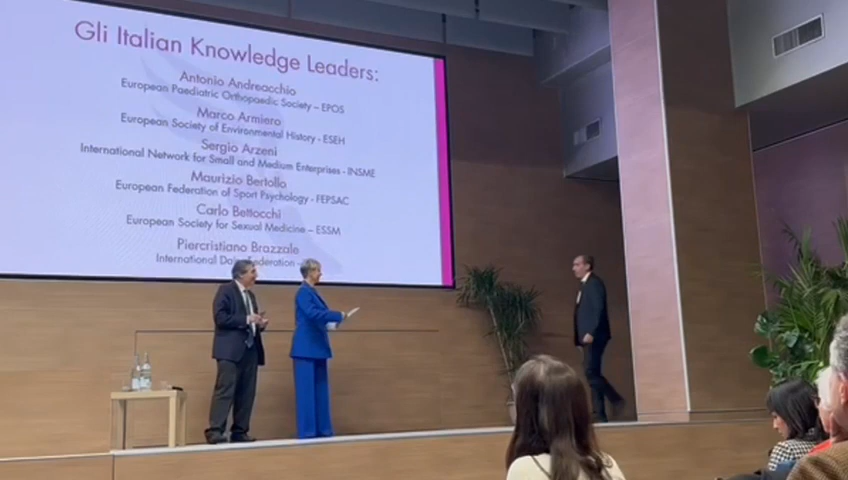 Gli Italian Knowledge Leaders:
Antonio Andreacchio
European Paediatric Orthopaedic Society – EPOS
Marco Armiero
European Society of Environmental History - ESEH
Sergio Arzeni
International Network for Small and Medium Enterprises - INSME
Maurizio Bertollo
European Federation of Sport Psychology - FEPSAC
Carlo Bettocchi
European Society for Sexual Medicine – ESSM
Piercristiano Brazzale
International Dairy Federation -